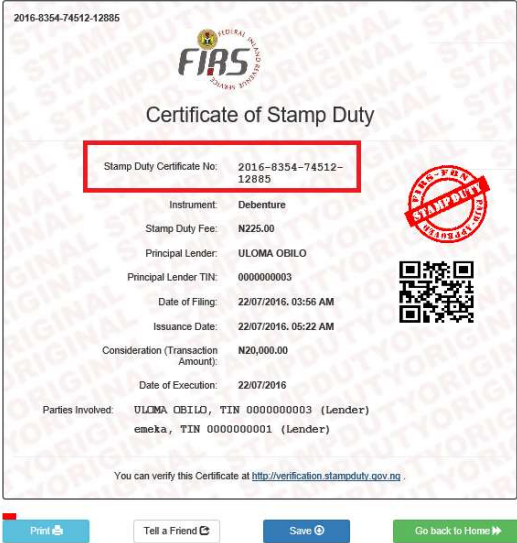 2016-8354-74512-12885
FEDERAL INLAND REVENUE SERVICE
FIRS
Certificate of Stamp Duty
Stamp Duty Certificate No: 2016-8354-74512-
12885
Instrument: Debenture
Stamp Duty Fee: N225.00
Principal Lender: ULOMA OBILO
Principal Lender TIN: 0000000003
Date of Filing: 22/07/2016. 03:56 AM
Issuance Date: 22/07/2016. 05:22 AM
Consideration (Transaction N20,000.00
Amount):
Date of Execution: 22/07/2016
Parties Involved: ULOMA OBILO, TIN 0000000003 (Lender)
emeka, TIN 0000000001 (Lender)
FIRS-FGN
STAMP DUTY
You can verify this Certificate at http://verification.stampduty.gov.ng .
Print
Tell a Friend
Save
Go back to Home